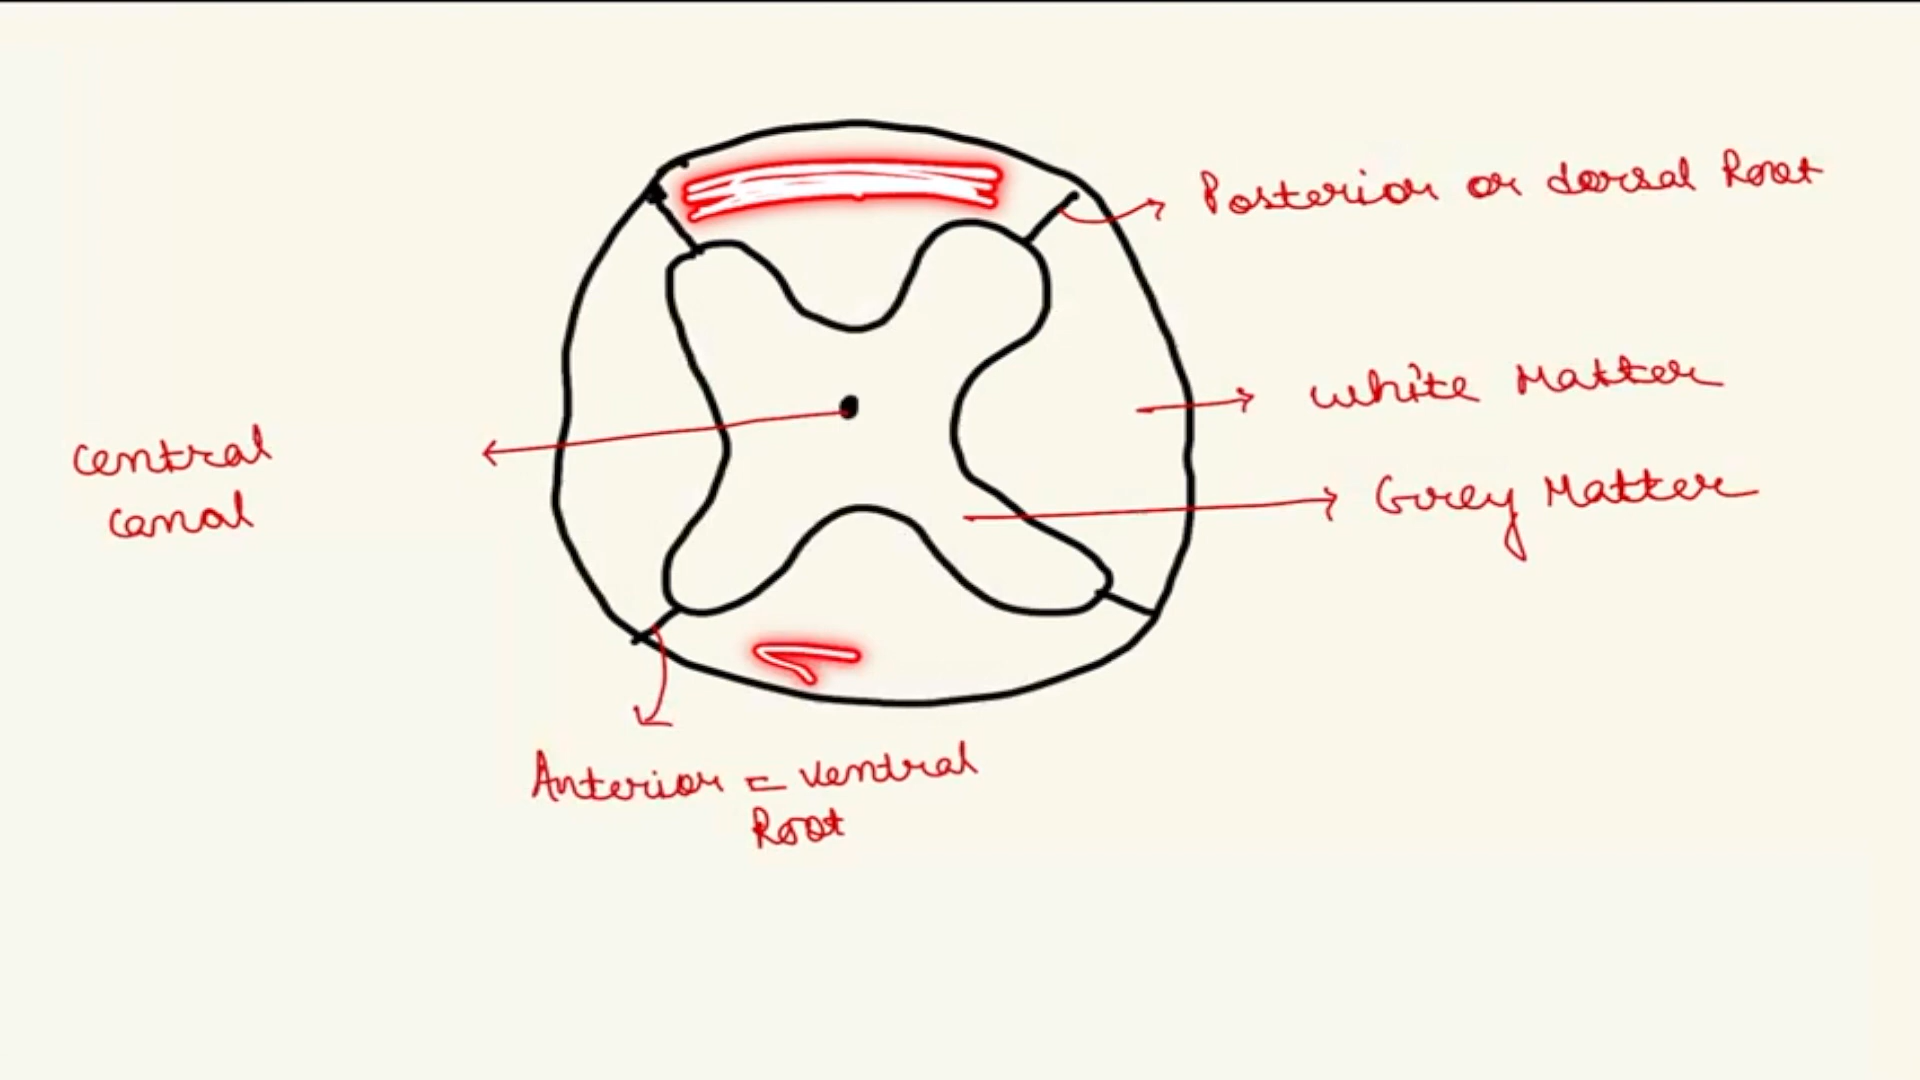 Posterior or dorsal Root
White Matter
Central
Canal
Grey Matter
Anterior = Ventral
Root